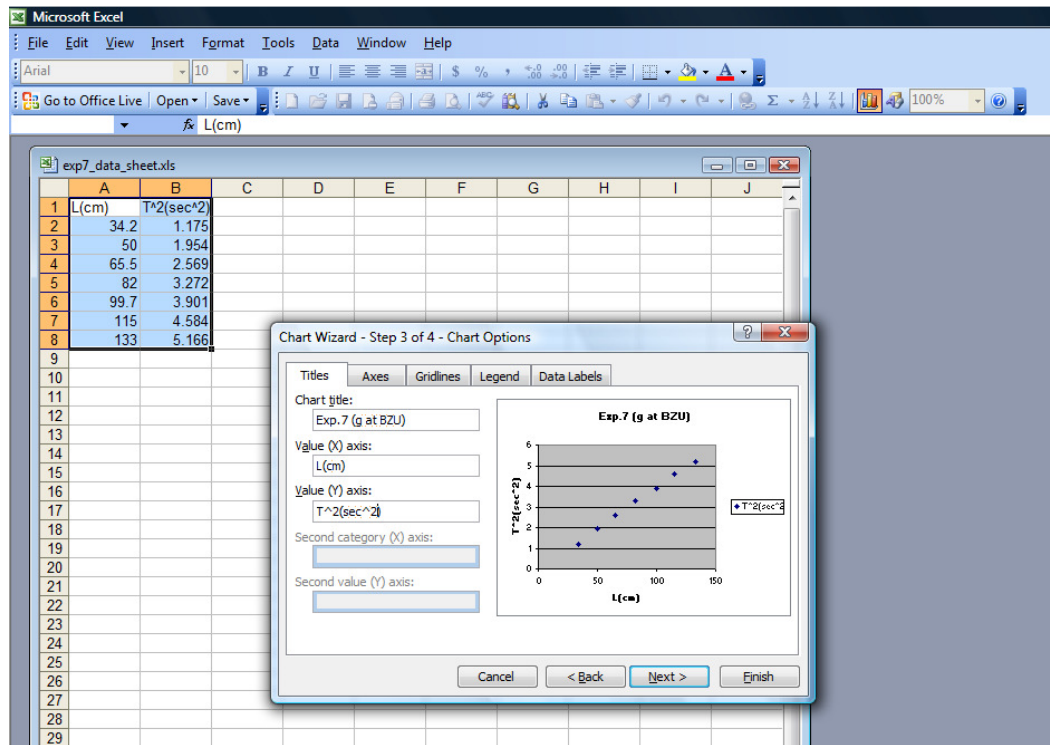 Microsoft Excel
File Edit View Insert Format Tools Data Window Help
Arial 10 B I U $ % ,
Go to Office Live Open Save 100%
fx L(cm)
exp7_data_sheet.xls
A B C D E F G H I J
1 L(cm) T^2(sec^2)
2 34.2 1.175
3 50 1.954
4 65.5 2.569
5 82 3.272
6 99.7 3.901
7 115 4.584
8 133 5.166
9
10
11
12
13
14
15
16
17
18
19
20
21
22
23
24
25
26
27
28
29
Chart Wizard - Step 3 of 4 - Chart Options
Titles Axes Gridlines Legend Data Labels
Chart title:
Exp.7 (g at BZU)
Value (X) axis:
L(cm)
Value (Y) axis:
T^2(sec^2)
Second category (X) axis:
Second value (Y) axis:
Exp.7 (g at BZU)
6
5
4
3
2
1
0
T^2(sec^2)
0 50 100 150
L(cm)
T^2(sec^2
Cancel < Back Next > Finish